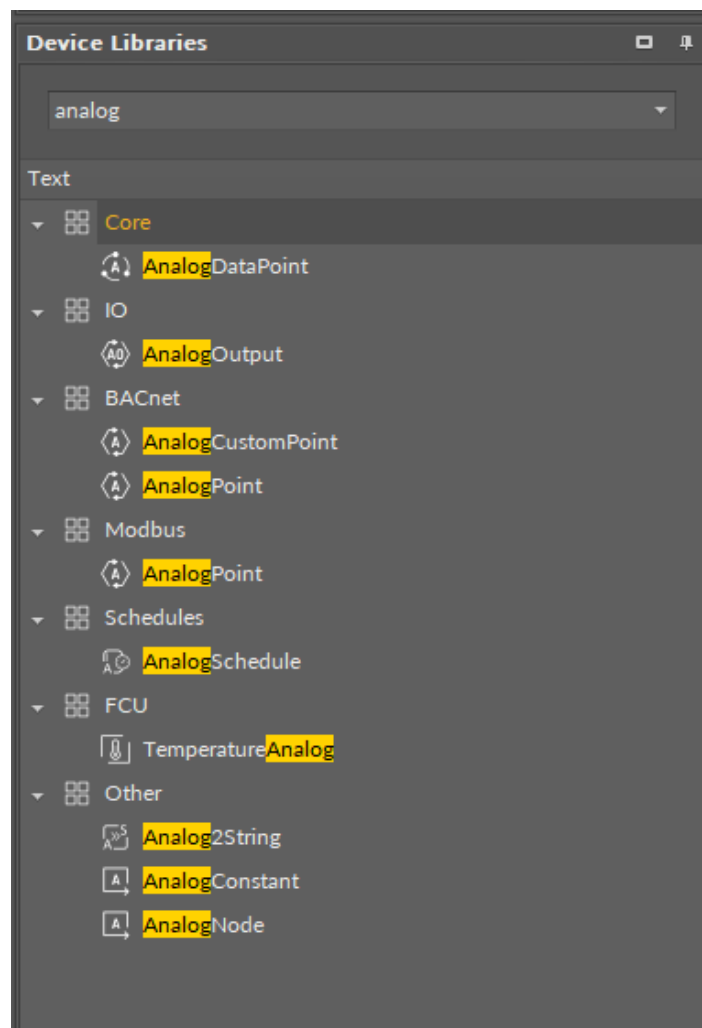 Device Libraries
analog
Text
Core
AnalogDataPoint
IO
AnalogOutput
BACnet
AnalogCustomPoint
AnalogPoint
Modbus
AnalogPoint
Schedules
AnalogSchedule
FCU
TemperatureAnalog
Other
Analog2String
AnalogConstant
AnalogNode